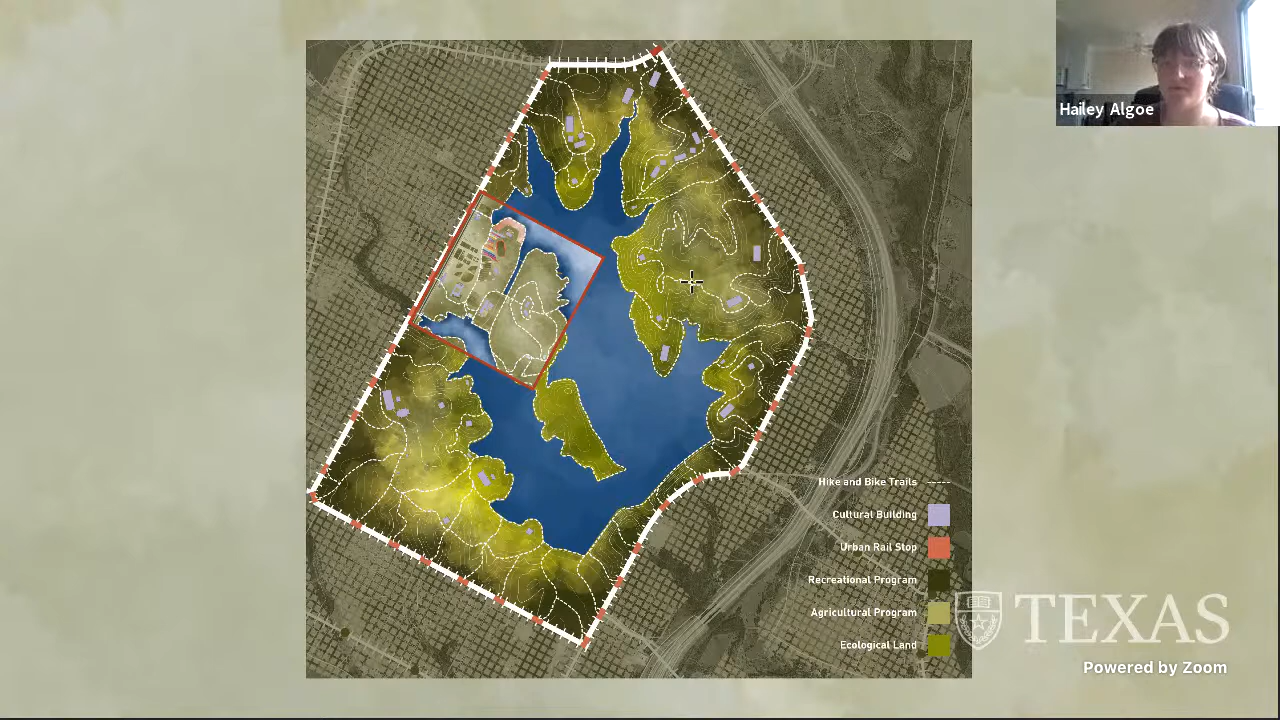 Hailey Algoe
Hike and Bike Trails
Cultural Building
Urban Rail Stop
Recreational Program
Agricultural Program
Ecological Land
TEXAS
Powered by Zoom